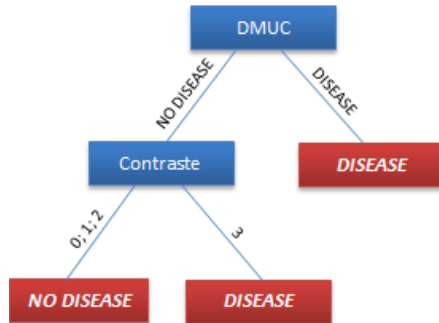 DMUC
NO DISEASE
DISEASE
Contraste
DISEASE
0; 1; 2
3
NO DISEASE
DISEASE